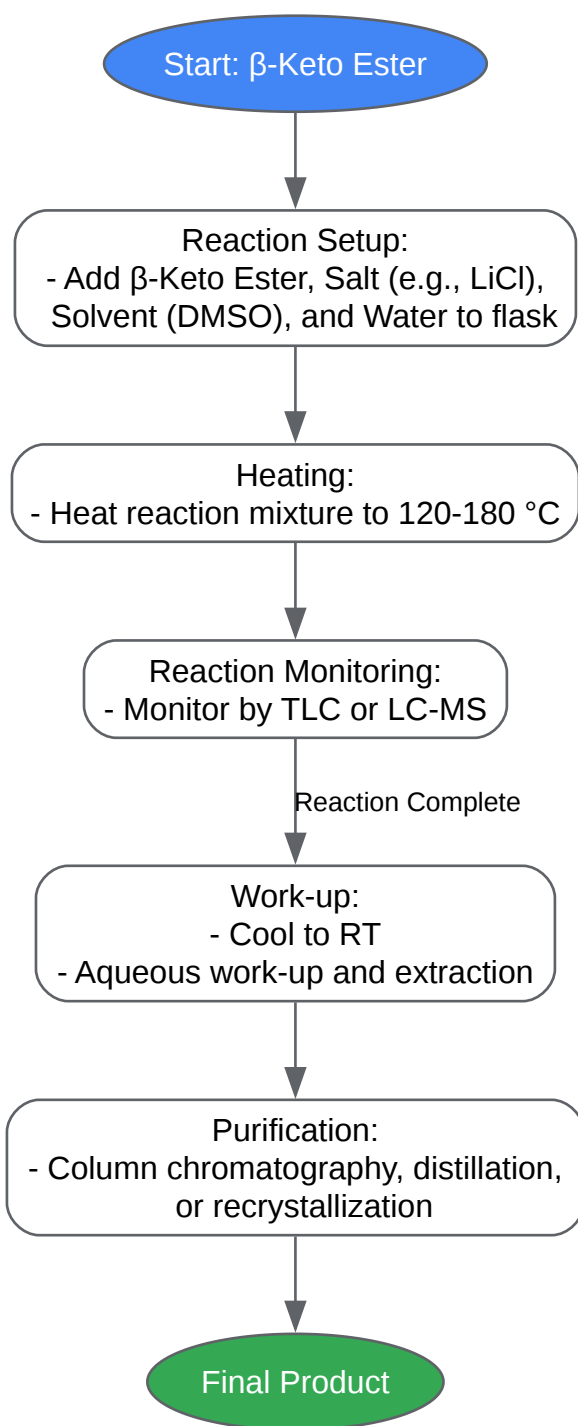 Start: β-Keto Ester
Reaction Setup:
- Add β-Keto Ester, Salt (e.g., LiCl),
Solvent (DMSO), and Water to flask
Heating:
- Heat reaction mixture to 120-180 °C
Reaction Monitoring:
- Monitor by TLC or LC-MS
Reaction Complete
Work-up:
- Cool to RT
- Aqueous work-up and extraction
Purification:
- Column chromatography, distillation,
or recrystallization
Final Product